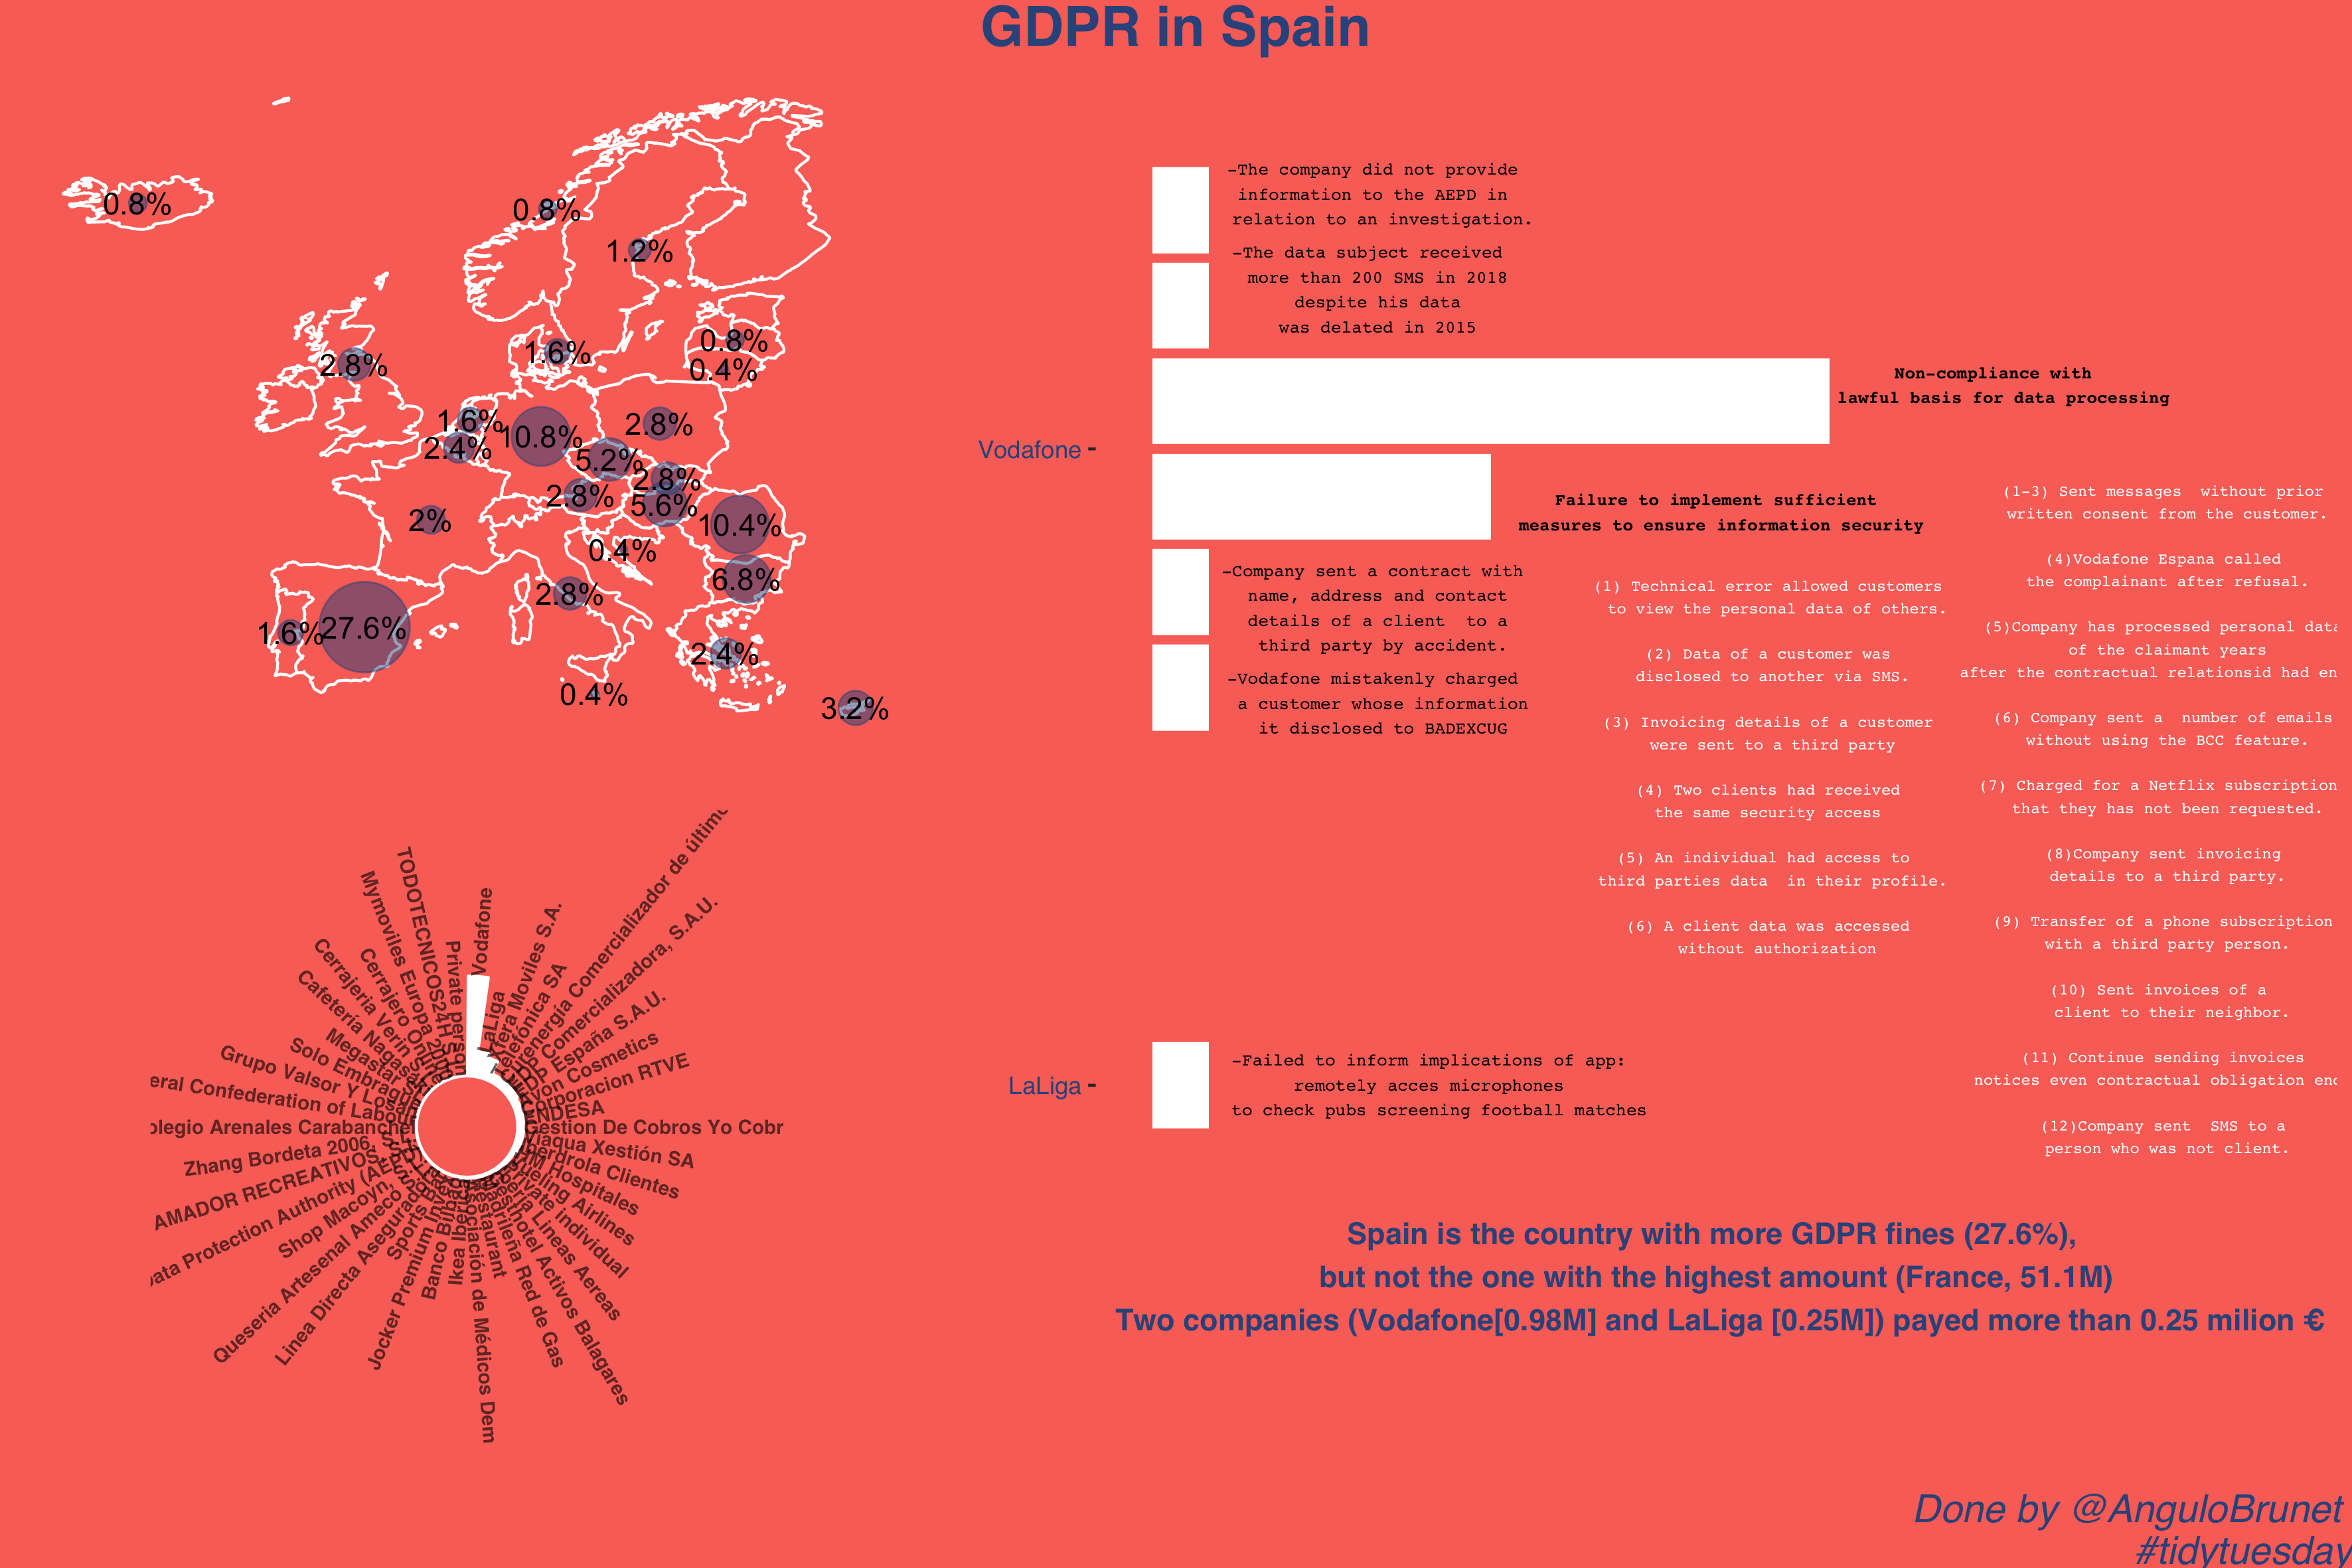 GDPR in Spain
0.8%
0.8%
1.2%
0.8%
1.6%
2.8%
0.4%
1.6%
10.8%
2.8%
2.4%
5.2%
2.8%
2.8%
5.6%
2%
10.4%
0.4%
6.8%
2.8%
1.6%
27.6%
2.4%
0.4%
3.2%
-The company did not provide
information to the AEPD in
relation to an investigation.
-The data subject received
more than 200 SMS in 2018
despite his data
was delated in 2015
Non-compliance with
lawful basis for data processing
Vodafone
Failure to implement sufficient
measures to ensure information security
-Company sent a contract with
name, address and contact
details of a client  to a
third party by accident.
-Vodafone mistakenly charged
a customer whose information
it disclosed to BADEXCUG
(1) Technical error allowed customers
to view the personal data of others.
(2) Data of a customer was
disclosed to another via SMS.
(3) Invoicing details of a customer
were sent to a third party
(4) Two clients had received
the same security access
(5) An individual had access to
third parties data  in their profile.
(6) A client data was accessed
without authorization
(1-3) Sent messages  without prior
written consent from the customer.
(4)Vodafone Espana called
the complainant after refusal.
(5)Company has processed personal data
of the claimant years
after the contractual relationsid had en
(6) Company sent a  number of emails
without using the BCC feature.
(7) Charged for a Netflix subscription
that they has not been requested.
(8)Company sent invoicing
details to a third party.
(9) Transfer of a phone subscription
with a third party person.
(10) Sent invoices of a
client to their neighbor.
(11) Continue sending invoices
notices even contractual obligation end
(12)Company sent  SMS to a
person who was not client.
LaLiga
-Failed to inform implications of app:
remotely acces microphones
to check pubs screening football matches
Vodafone
LaLiga
Xfera Moviles S.A.
Telefónica SA
Energía Comercializador de último
Comercializadora, S.A.U.
España S.A.U.
Cosmetics
Corporacion RTVE
ENDESA
Gestion De Cobros Yo Cobr
Viaqua Xestión SA
Iberdrola Clientes
Hospitales
Vueling Airlines
Private individual
Iberia Lineas Aereas
Activos Balagares
Madrileña Red de Gas
Restaurant
Asociación de Médicos Dem
Ikea Iberica
Banco Bilbao
Jocker Premium Inv
Sports
Linea Directa Asegurado
Queseria Artesenal Ameco
Shop Macoyn,
Data Protection Authority (AEPD)
AMADOR RECREATIVOS,
Zhang Bordeta 2006,
olegio Arenales Carabanchel
eral Confederation of Labour
Grupo Valsor Y Losan
Solo Embrague
Megastar
Cafetería Nagasaki
Cerrajeria Verin
Cerrajero Online
Mymoviles Europa 2000
TODOTECNICOS24H
Private person
Spain is the country with more GDPR fines (27.6%),
but not the one with the highest amount (France, 51.1M)
Two companies (Vodafone[0.98M] and LaLiga [0.25M]) payed more than 0.25 milion €
Done by @AnguloBrunet
#tidytuesday